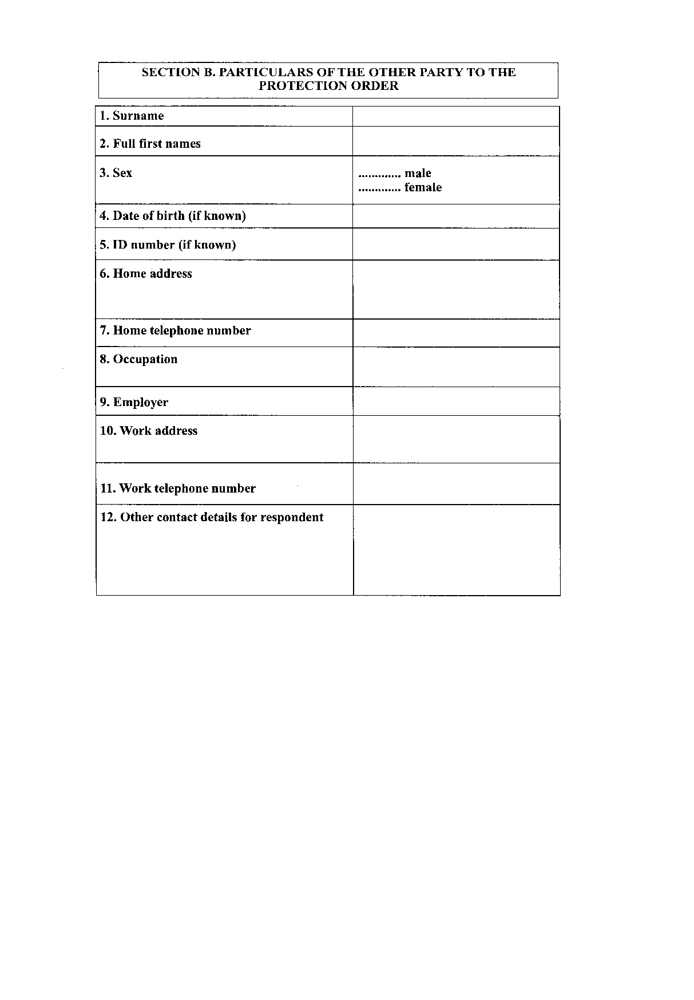 SECTION B. PARTICULARS OF THE OTHER PARTY TO THE
PROTECTION ORDER
1. Surname
2. Full first names
3. Sex
............. male
............. female
4. Date of birth (if known)
5. ID number (if known)
6. Home address
7. Home telephone number
8. Occupation
9. Employer
10. Work address
11. Work telephone number
12. Other contact details for respondent